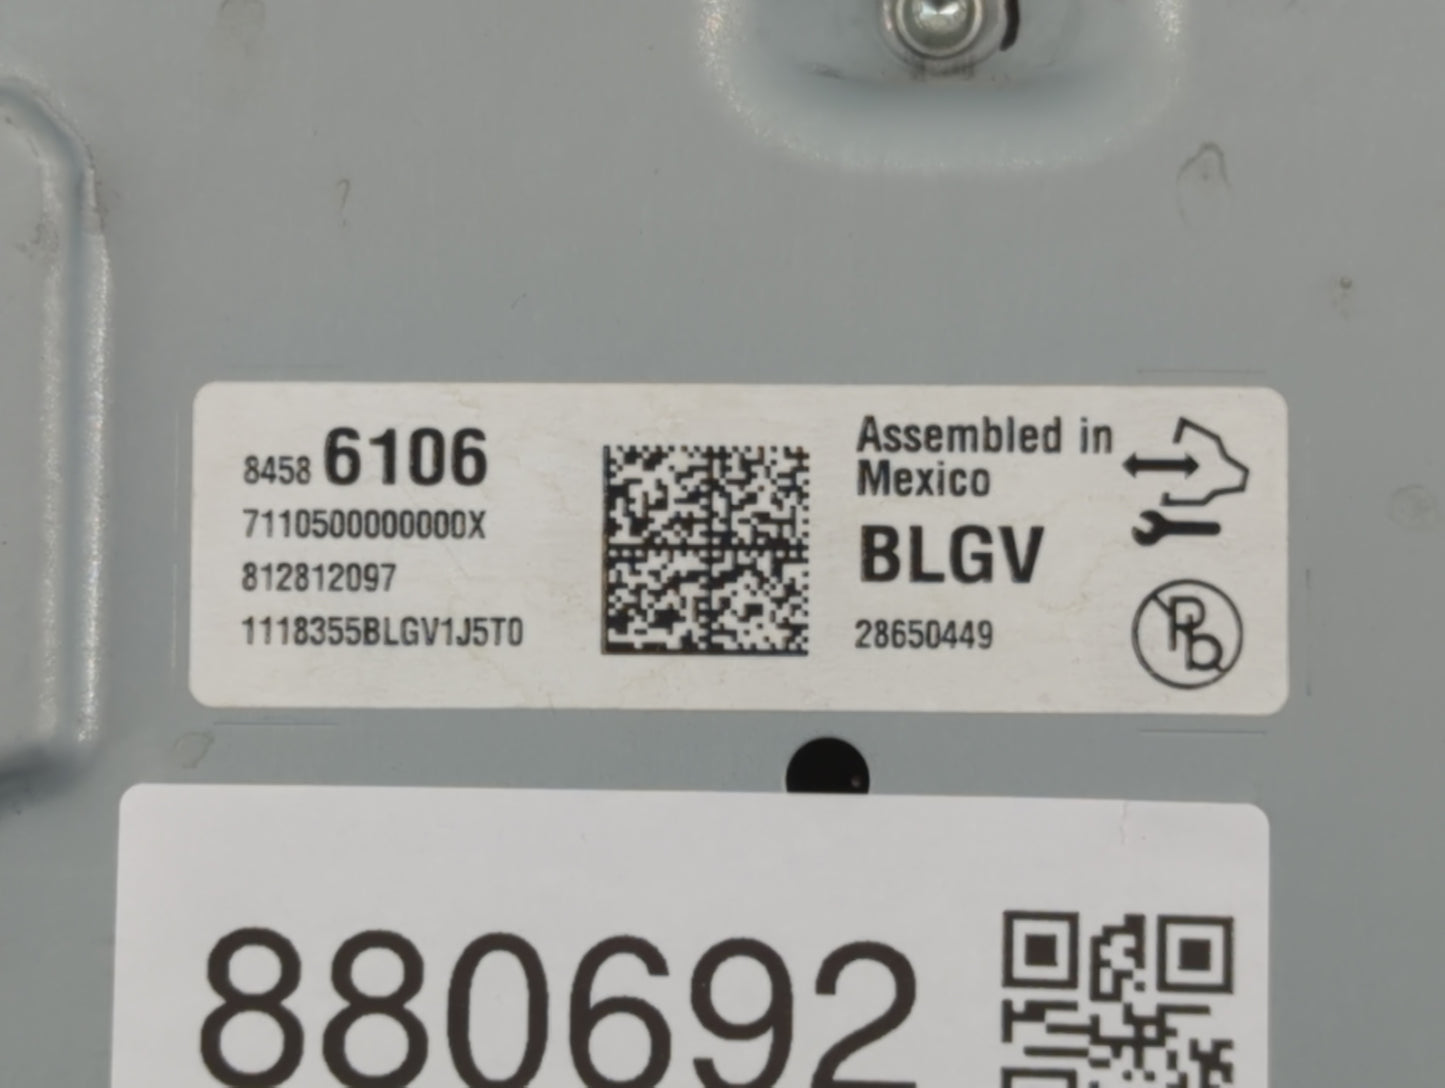 8458 6106
7110500000000X
812812097
1118355BLGV1J5T0
Assembled in
Mexico
BLGV
28650449
Pb
880692